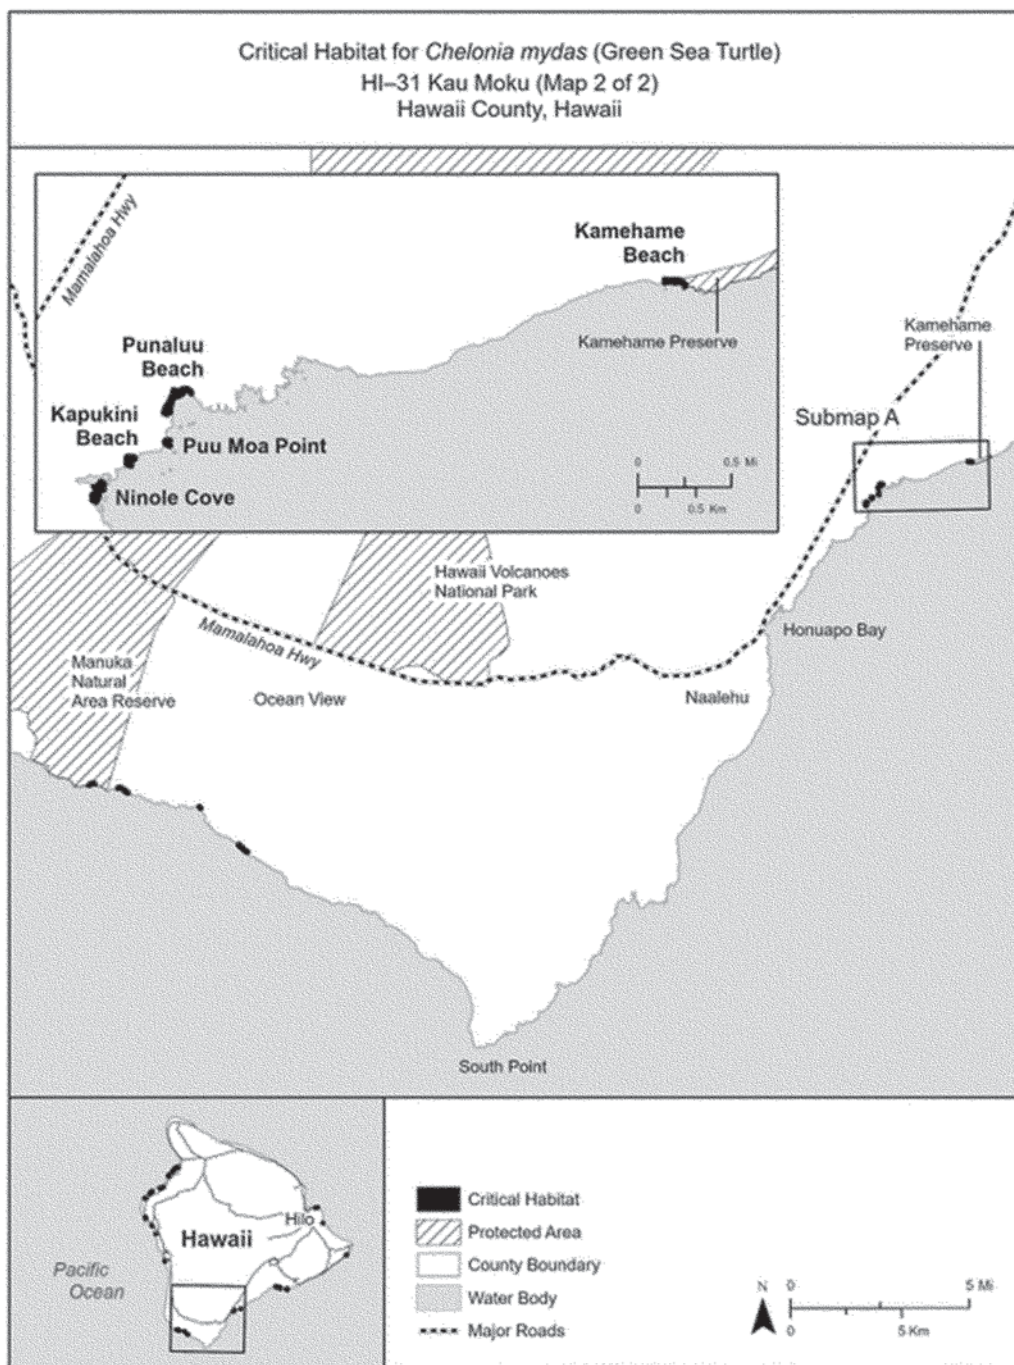 Critical Habitat for Chelonia mydas (Green Sea Turtle)
HI–31 Kau Moku (Map 2 of 2)
Hawaii County, Hawaii
Mamalahoa Hwy
Kamehame
Beach
Kamehame Preserve
Punaluu
Beach
Kapukini
Beach
Puu Moa Point
Ninole Cove
0 0.5 Mi
0 0.5 Km
Kamehame
Preserve
Submap A
Hawaii Volcanoes
National Park
Mamalahoa Hwy
Honuapo Bay
Manuka
Natural
Area Reserve
Ocean View
Naalehu
South Point
Hilo
Hawaii
Pacific
Ocean
Critical Habitat
Protected Area
County Boundary
Water Body
Major Roads
N
0 5 Mi
0 5 Km